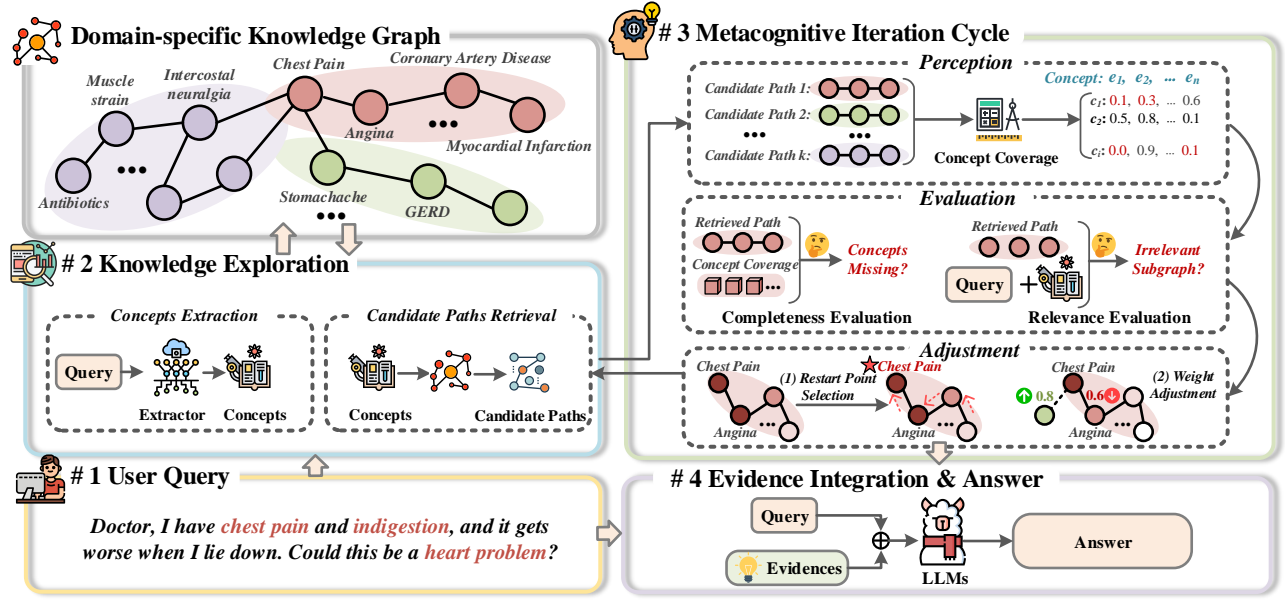 Domain-specific Knowledge Graph
Muscle
strain
Intercostal
neuralgia
Chest Pain
Coronary Artery Disease
Angina
•••
Myocardial Infarction
•••
Antibiotics
Stomachache
•••
GERD
# 2 Knowledge Exploration
Concepts Extraction
Query
Extractor
Concepts
Candidate Paths Retrieval
Concepts
Candidate Paths
# 1 User Query
Doctor, I have chest pain and indigestion, and it gets
worse when I lie down. Could this be a heart problem?
# 3 Metacognitive Iteration Cycle
Perception
Candidate Path 1:
Candidate Path 2:
•••
•••
Candidate Path k:
Concept Coverage
Concept: e1, e2, ... en
c1: 0.1, 0.3, ... 0.6
c2: 0.5, 0.8, ... 0.1
ci: 0.0, 0.9, ... 0.1
Evaluation
Retrieved Path
Concept Coverage
•••
Concepts
Missing?
Completeness Evaluation
Retrieved Path
Query
+
Irrelevant
Subgraph?
Relevance Evaluation
Adjustment
Chest Pain
Angina
•••
(1) Restart Point
Selection
Chest Pain
Angina
•••
Chest Pain
0.8
0.6
Angina
•••
(2) Weight
Adjustment
# 4 Evidence Integration & Answer
Query
Evidences
LLMs
Answer